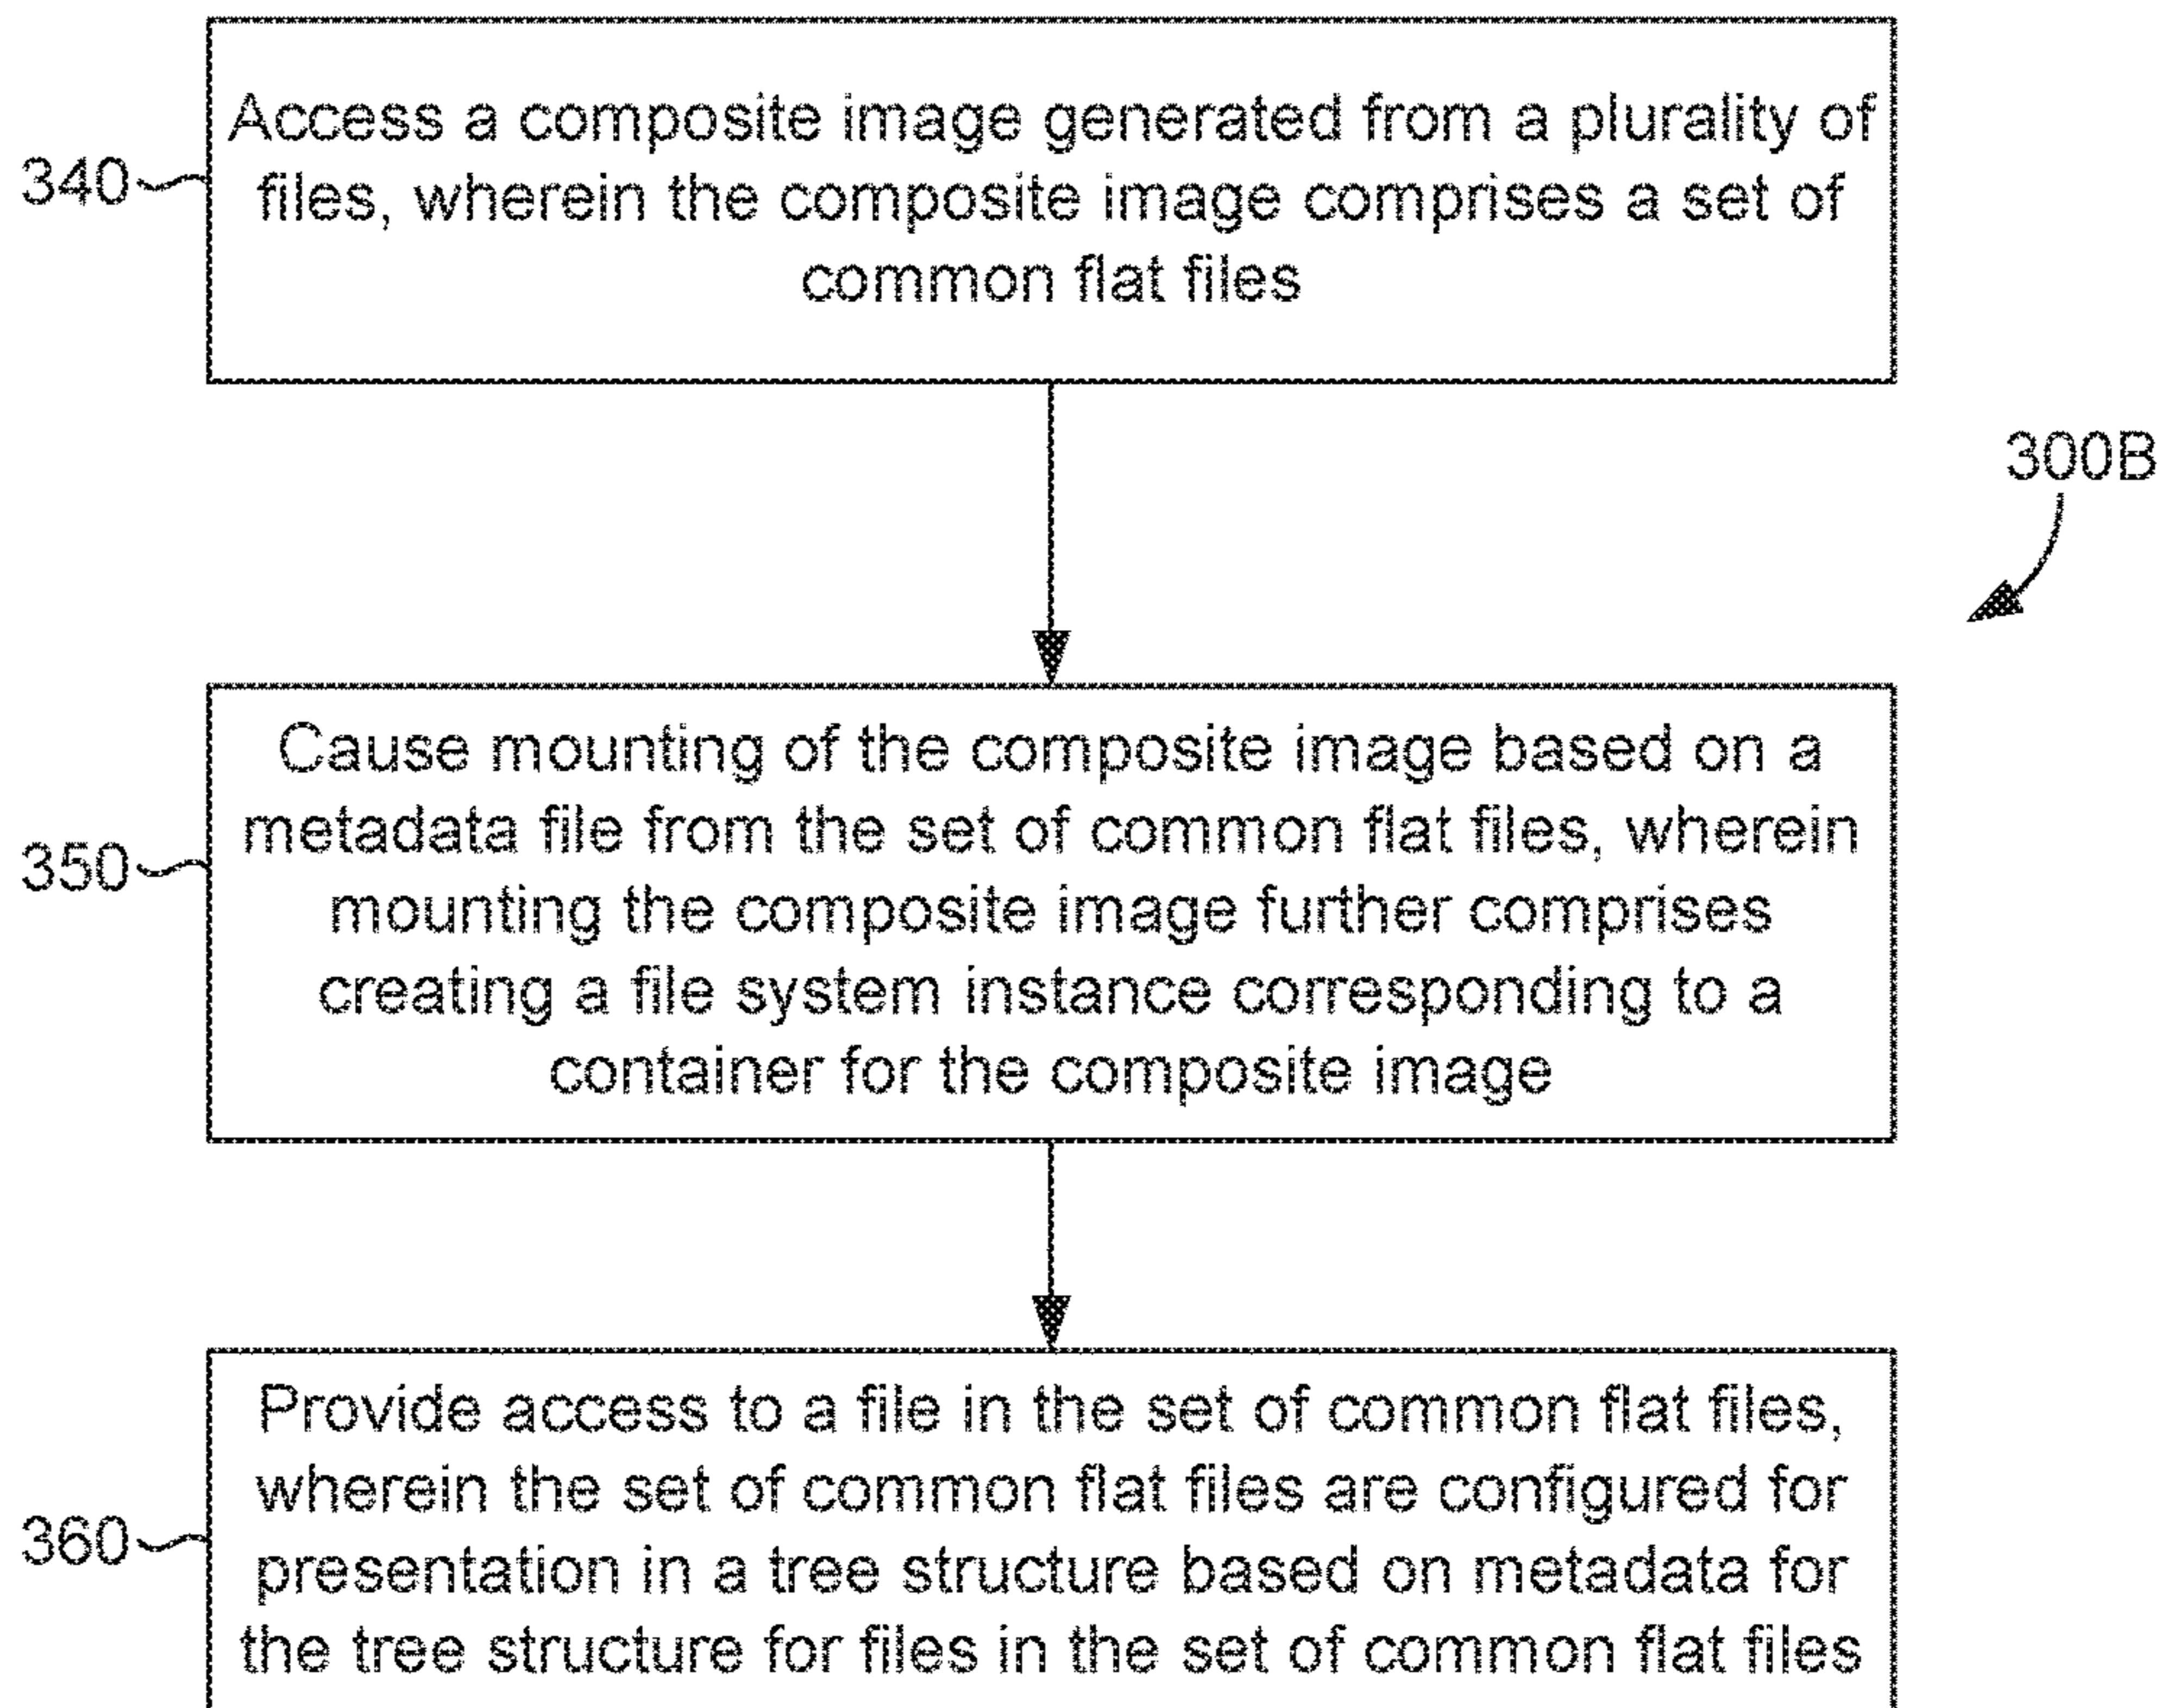 Access a composite image generated from a plurality of
files, wherein the composite image comprises a set of
common flat files
340
300B
Cause mounting of the composite image based on a
metadata file from the set of common flat files, wherein
mounting the composite image further comprises
creating a file system instance corresponding to a
container for the composite image
350
Provide access to a file in the set of common flat files,
wherein the set of common flat files are configured for
presentation in a tree structure based on metadata for
the tree structure for files in the set of common flat files
360